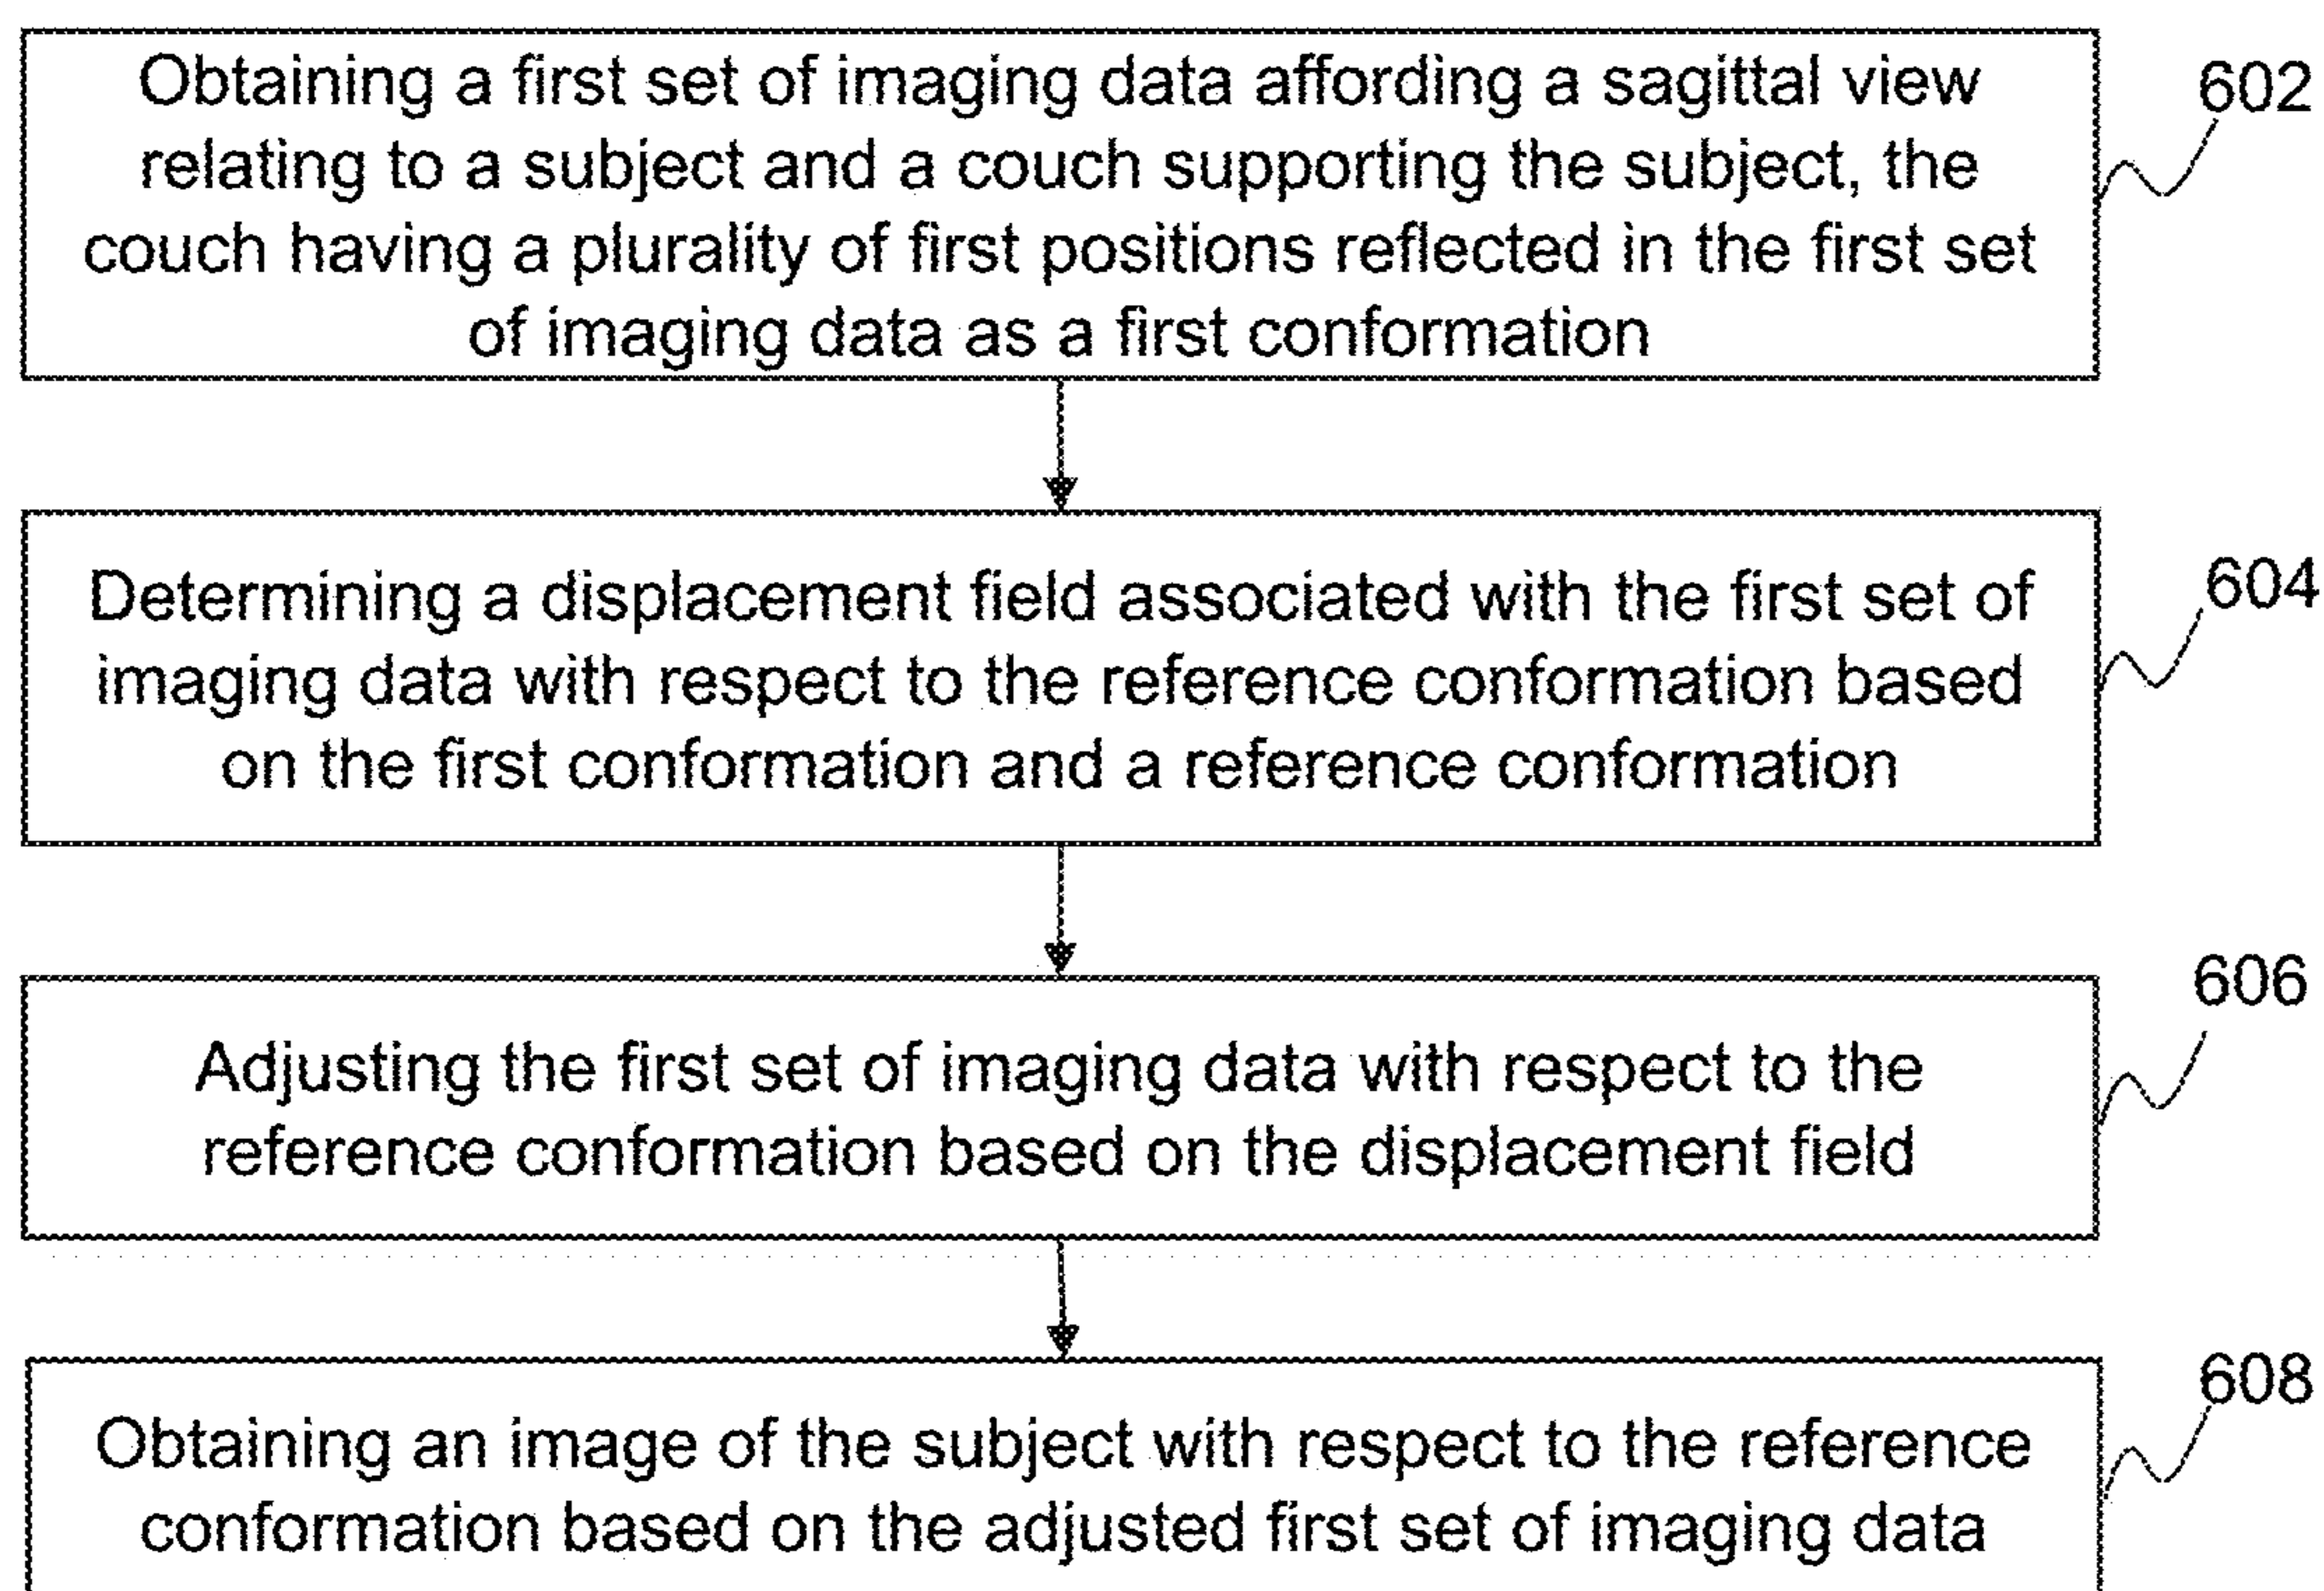 Obtaining a first set of imaging data affording a sagittal view
relating to a subject and a couch supporting the subject, the
couch having a plurality of first positions reflected in the first set
of imaging data as a first conformation
602
Determining a displacement field associated with the first set of
imaging data with respect to the reference conformation based
on the first conformation and a reference conformation
604
Adjusting the first set of imaging data with respect to the
reference conformation based on the displacement field
606
Obtaining an image of the subject with respect to the reference
conformation based on the adjusted first set of imaging data
608